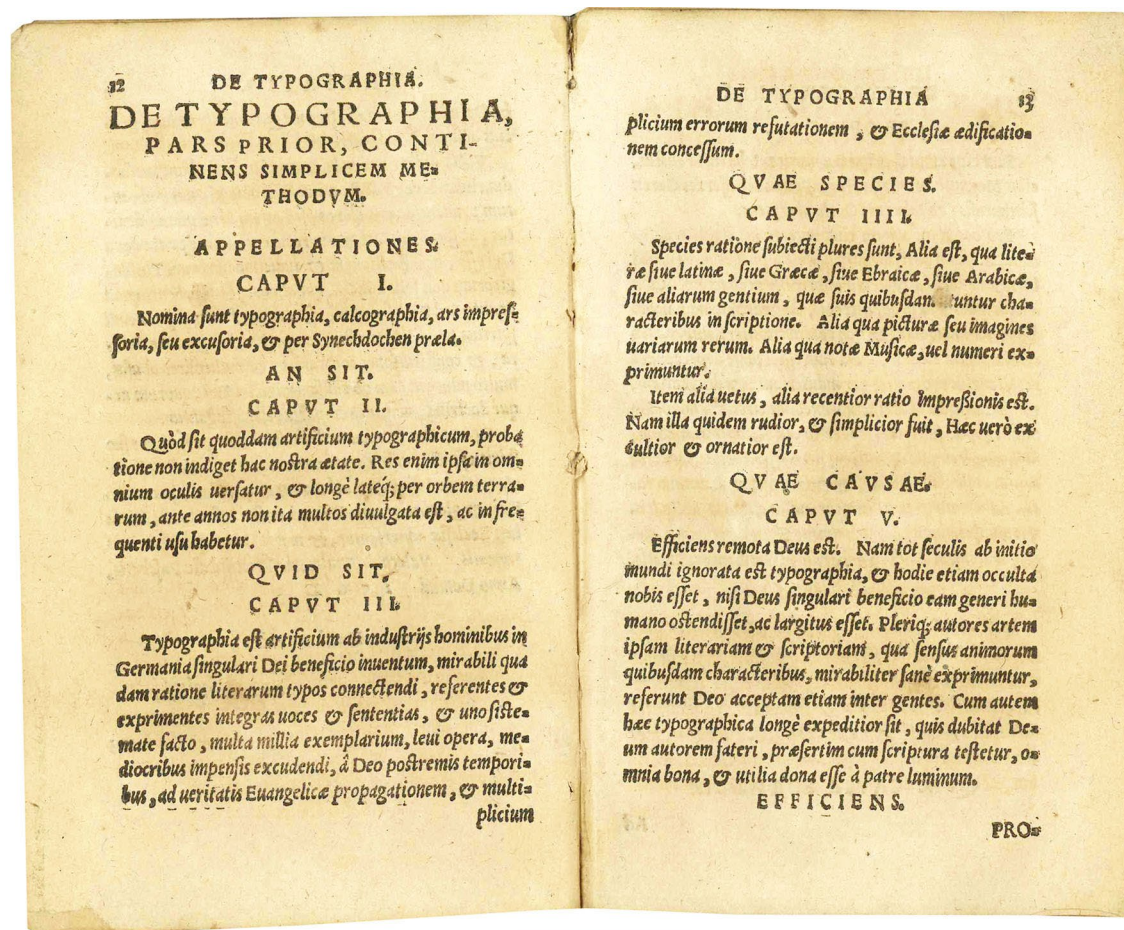 12 DE TYPOGRAPHIA.
DE TYPOGRAPHIA,
PARS PRIOR, CONTI-
NENS SIMPLICEM ME-
THODVM.
APPELLATIONES.
CAPVT I.
Nomina sunt typographia, calcographia, ars impres-
soria, seu excusoria, & per Synechdochen præla.
AN SIT.
CAPVT II.
Quòd sit quoddam artificium typographicum, proba
tione non indiget hac nostra ætate. Res enim ipsa in om-
nium oculis uersatur, & longè lateq́; per orbem terra-
rum, ante annos non ita multos diuulgata est, ac in fre-
quenti usu habetur.
QVID SIT.
CAPVT III.
Typographia est artificium ab industrijs hominibus in
Germania singulari Dei beneficio inuentum, mirabili qua
dam ratione literarum typos connectendi, referentes &
exprimentes integras uoces & sententias, & uno siste-
mate facto, multa millia exemplarium, leui opera, me-
diocribus impensis excudendi, â Deo postremis tempori-
bus, ad ueritatis Euangelicæ propagationem, & multi-
plicium
DE TYPOGRAPHIA 13
plicium errorum refutationem, & Ecclesiæ ædificatio-
nem concessum.
QVAE SPECIES.
CAPVT IIII.
Species ratione subiecti plures sunt, Alia est, qua lite-
ræ siue latinæ, siue Græcæ, siue Ebraicæ, siue Arabicæ,
siue aliarum gentium, quæ suis quibusdam cha-
racteribus in scriptione. Alia qua picturæ seu imagines
uariarum rerum. Alia qua notæ Musicæ, uel numeri ex-
primuntur.
Item alia uetus, alia recentior ratio impreßionis est.
Nam illa quidem rudior, & simplicior fuit, Hæc uerò ex
cultior & ornatior est.
QVAE CAVSAE.
CAPVT V.
Efficiens remota Deus est. Nam tot seculis ab initio
mundi ignorata est typographia, & hodie etiam occulta
nobis esset, nisi Deus singulari beneficio eam generi hu-
mano ostendisset, ac largitus esset. Pleriq; autores artem
ipsam literariam & scriptoriam, qua sensus animorum
quibusdam characteribus, mirabiliter sanè exprimuntur,
referunt Deo acceptam etiam inter gentes. Cum autem
hæc typographica longè expeditior sit, quis dubitat De-
um autorem fateri, præsertim cum scriptura testetur, o-
mnia bona, & utilia dona esse à patre luminum.
EFFICIENS.
PRO-